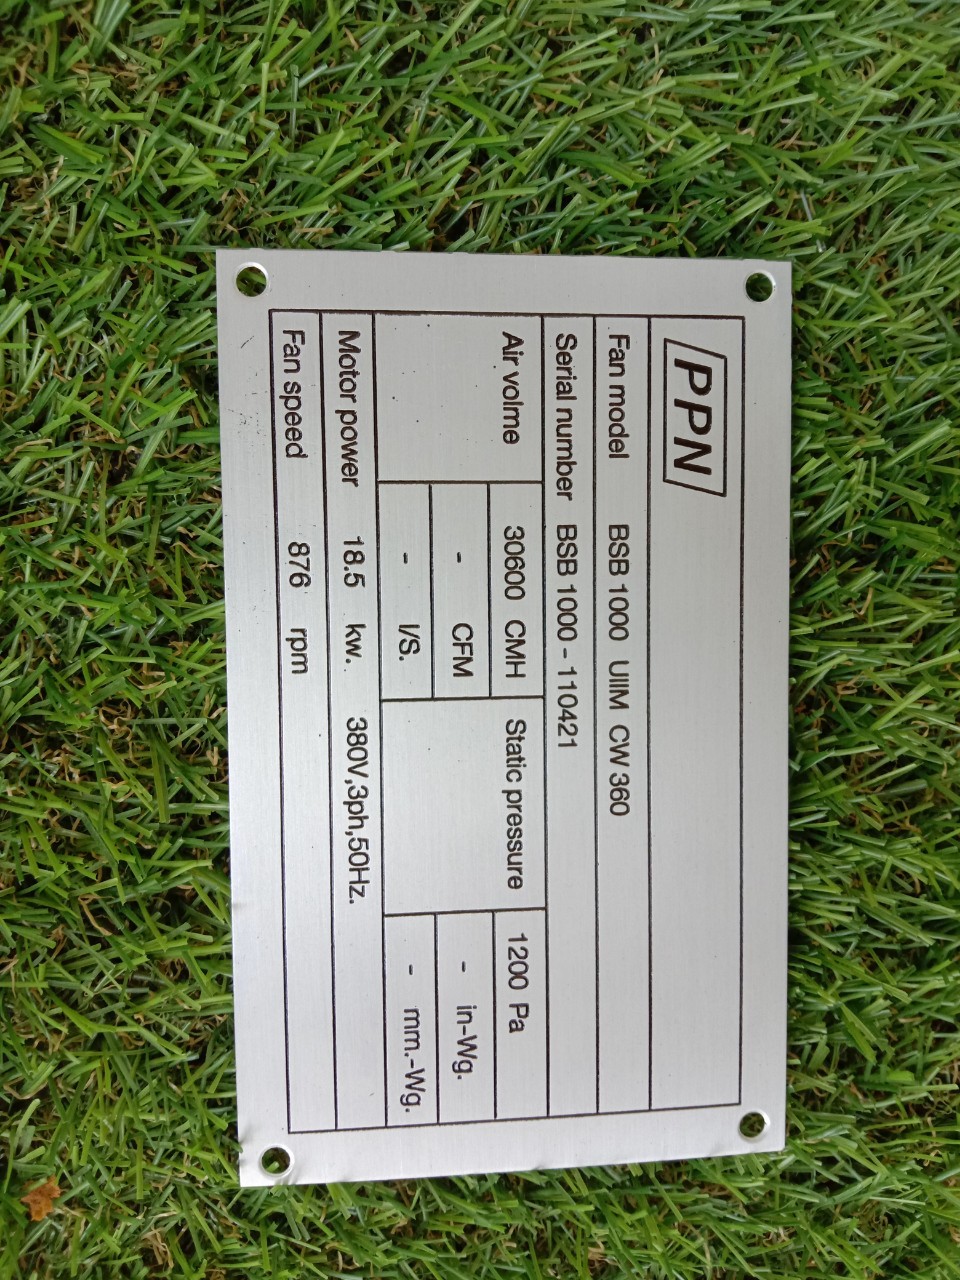 PPN
Fan model BSB 1000 UIIM CW 360
Serial number BSB 1000 - 110421
Air volme 30600 CMH Static pressure 1200 Pa
- CFM - in-Wg.
- l/S. - mm.-Wg.
Motor power 18.5 kw. 380V,3ph,50Hz.
Fan speed 876 rpm